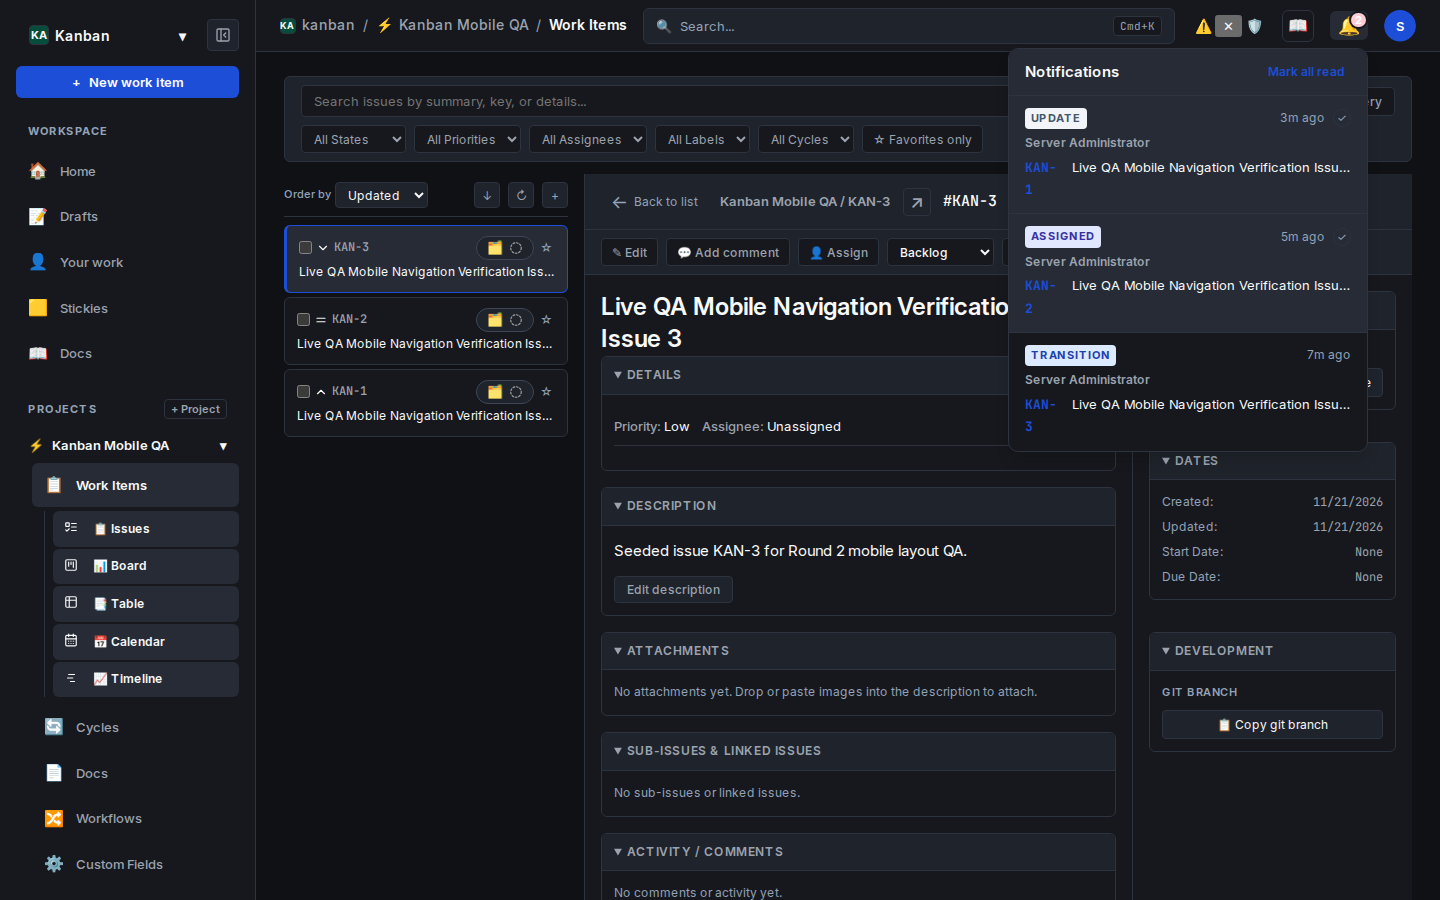 KA Kanban ▾
+ New work item
WORKSPACE
Home
Drafts
Your work
Stickies
Docs
PROJECTS + Project
Kanban Mobile QA ▾
Work Items
Issues
Board
Table
Calendar
Timeline
Cycles
Docs
Workflows
Custom Fields
KA kanban / ⚡ Kanban Mobile QA / Work Items
Search... Cmd+K
2
S
Search issues by summary, key, or details...
All States All Priorities All Assignees All Labels All Cycles ☆ Favorites only
Order by Updated ↓ ↻ +
KAN-3
Live QA Mobile Navigation Verification Iss...
KAN-2
Live QA Mobile Navigation Verification Iss...
KAN-1
Live QA Mobile Navigation Verification Iss...
← Back to list Kanban Mobile QA / KAN-3 #KAN-3
✎ Edit Add comment Assign Backlog
Live QA Mobile Navigation Verificatio
Issue 3
▾ DETAILS
Priority: Low Assignee: Unassigned
▾ DESCRIPTION
Seeded issue KAN-3 for Round 2 mobile layout QA.
Edit description
▾ ATTACHMENTS
No attachments yet. Drop or paste images into the description to attach.
▾ SUB-ISSUES & LINKED ISSUES
No sub-issues or linked issues.
▾ ACTIVITY / COMMENTS
No comments or activity yet.
Notifications Mark all read
UPDATE 3m ago ✓
Server Administrator
KAN-1 Live QA Mobile Navigation Verification Issu...
ASSIGNED 5m ago ✓
Server Administrator
KAN-2 Live QA Mobile Navigation Verification Issu...
TRANSITION 7m ago
Server Administrator
KAN-3 Live QA Mobile Navigation Verification Issu...
▾ DATES
Created: 11/21/2026
Updated: 11/21/2026
Start Date: None
Due Date: None
▾ DEVELOPMENT
GIT BRANCH
Copy git branch